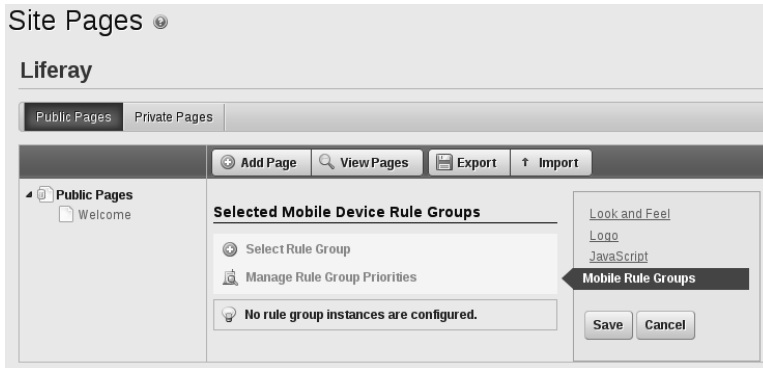 Site Pages
Liferay
Public Pages Private Pages
Add Page View Pages Export Import
Public Pages
Welcome
Selected Mobile Device Rule Groups
Select Rule Group
Manage Rule Group Priorities
No rule group instances are configured.
Look and Feel
Logo
JavaScript
Mobile Rule Groups
Save Cancel